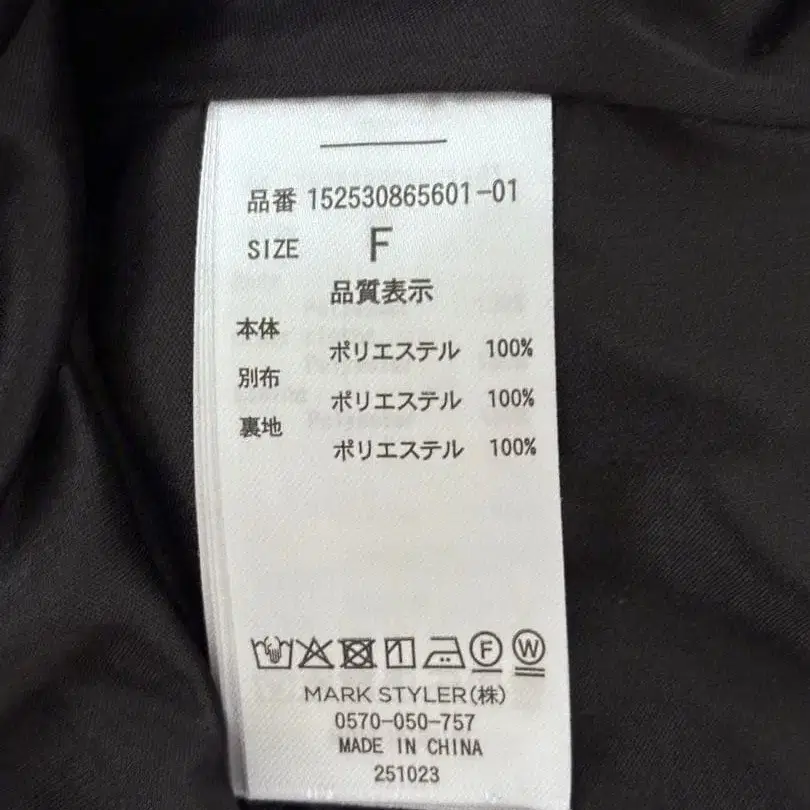 品番 152530865601-01
SIZE F
品質表示
本体
ポリエステル 100%
別布
ポリエステル 100%
裏地
ポリエステル 100%
F W
MARK STYLER(株)
0570-050-757
MADE IN CHINA
251023